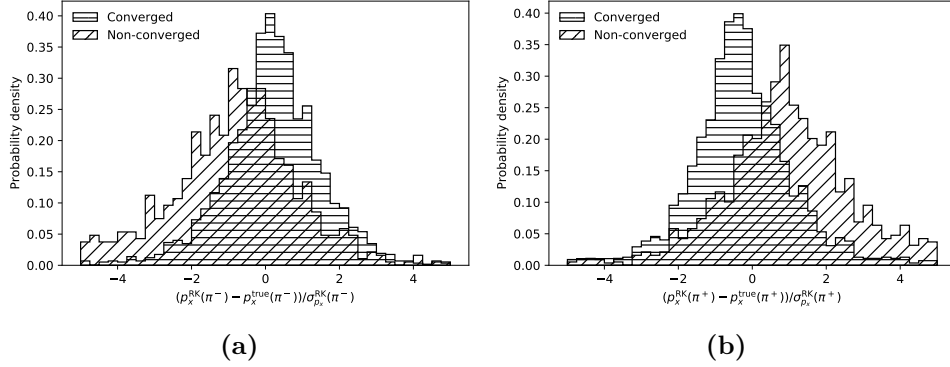 Converged
Non-converged
0.40
0.35
0.30
0.25
0.20
0.15
0.10
0.05
0.00
Probability density
−4 −2 0 2 4
(p_x^RK(π⁻) − p_x^true(π⁻))/σ_{p_x}^RK(π⁻)
(a)
Converged
Non-converged
0.40
0.35
0.30
0.25
0.20
0.15
0.10
0.05
0.00
Probability density
−4 −2 0 2 4
(p_x^RK(π⁺) − p_x^true(π⁺))/σ_{p_x}^RK(π⁺)
(b)